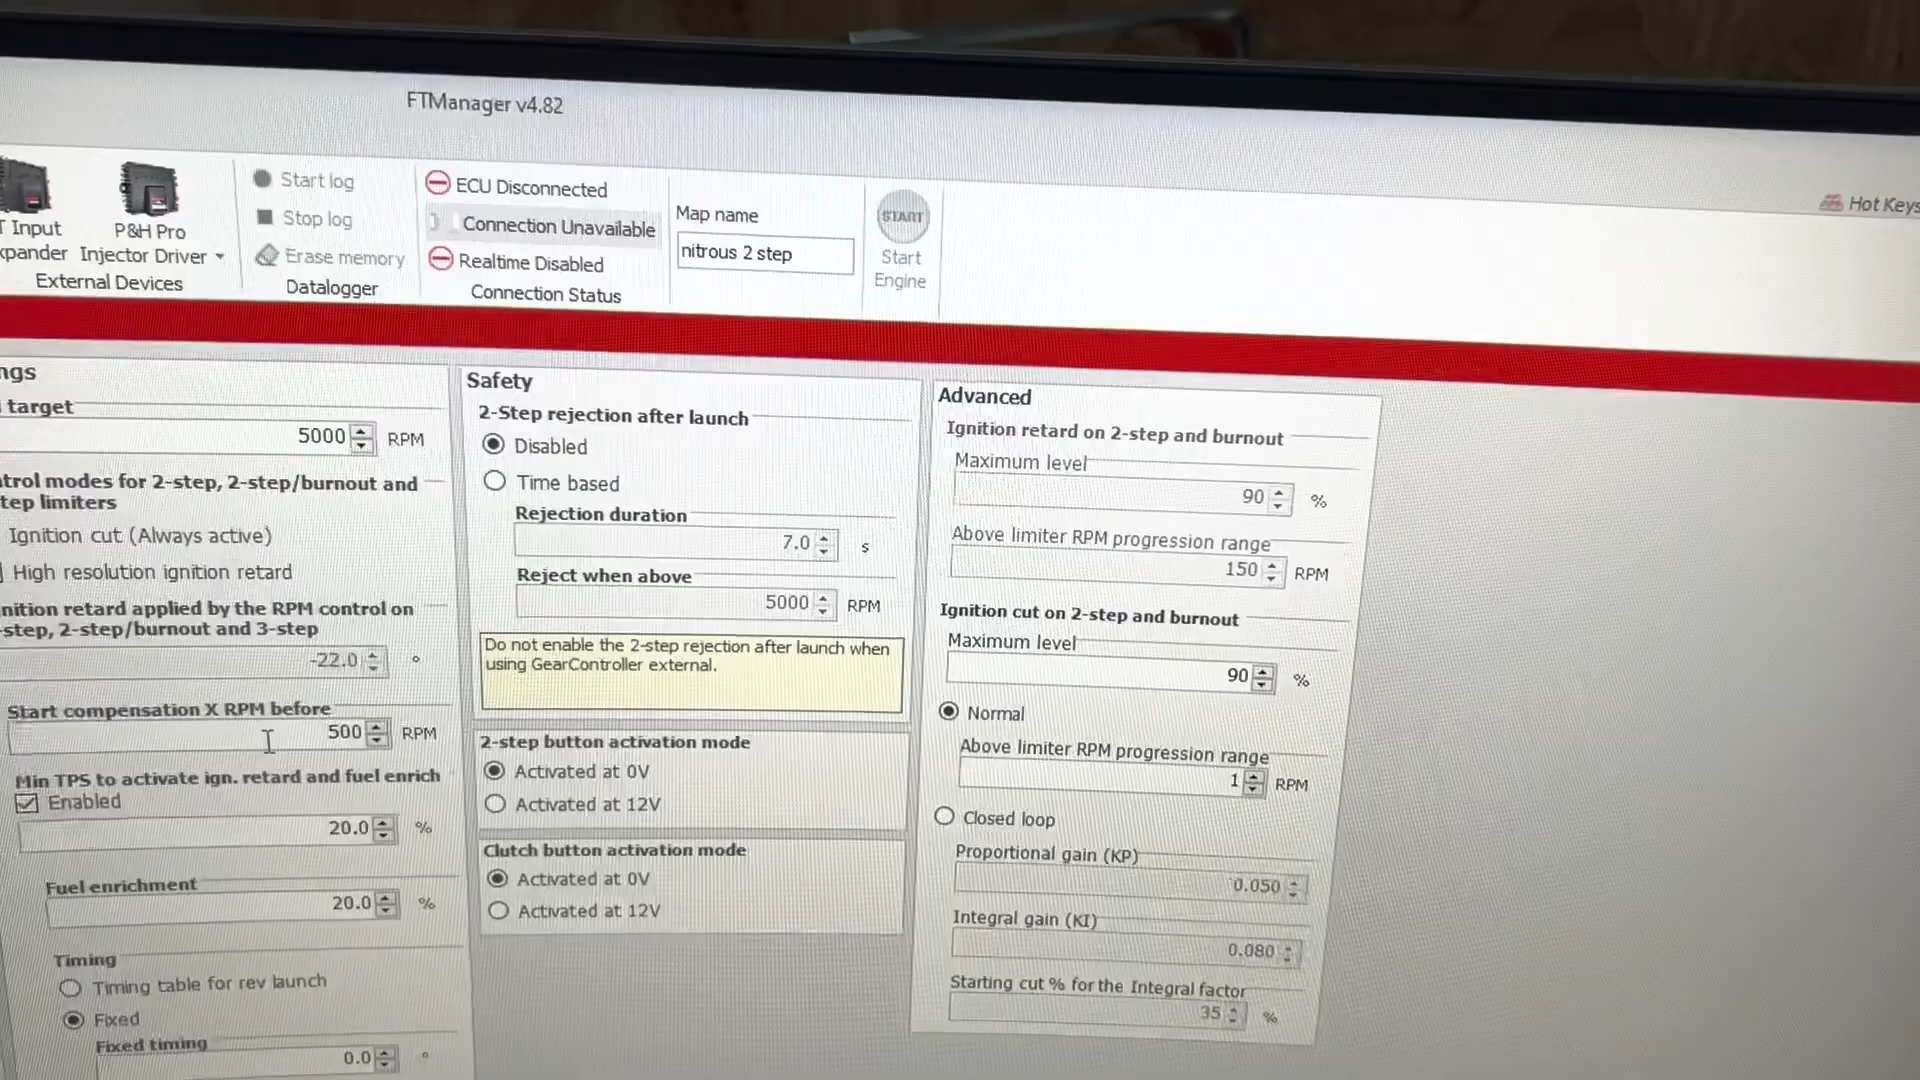 FTManager v4.82
Input
P&H Pro
Injector Driver
External Devices
Start log
Stop log
Erase memory
Datalogger
ECU Disconnected
Connection Unavailable
Realtime Disabled
Connection Status
Map name
nitrous 2 step
START
Start
Engine
Hot Keys
target
5000 RPM
modes for 2-step, 2-step/burnout and
limiters
Ignition cut (Always active)
High resolution ignition retard
retard applied by the RPM control on
step, 2-step/burnout and 3-step
-22.0 °
Start compensation X RPM before
500 RPM
Min TPS to activate ign. retard and fuel enrich
Enabled
20.0 %
Fuel enrichment
20.0 %
Timing
Timing table for rev launch
Fixed
Fixed timing
0.0 °
Safety
2-Step rejection after launch
Disabled
Time based
Rejection duration
7.0 s
Reject when above
5000 RPM
Do not enable the 2-step rejection after launch when
using GearController external.
2-step button activation mode
Activated at 0V
Activated at 12V
Clutch button activation mode
Activated at 0V
Activated at 12V
Advanced
Ignition retard on 2-step and burnout
Maximum level
90 %
Above limiter RPM progression range
150 RPM
Ignition cut on 2-step and burnout
Maximum level
90 %
Normal
Above limiter RPM progression range
1 RPM
Closed loop
Proportional gain (KP)
0.050
Integral gain (KI)
0.080
Starting cut % for the Integral factor
35 %